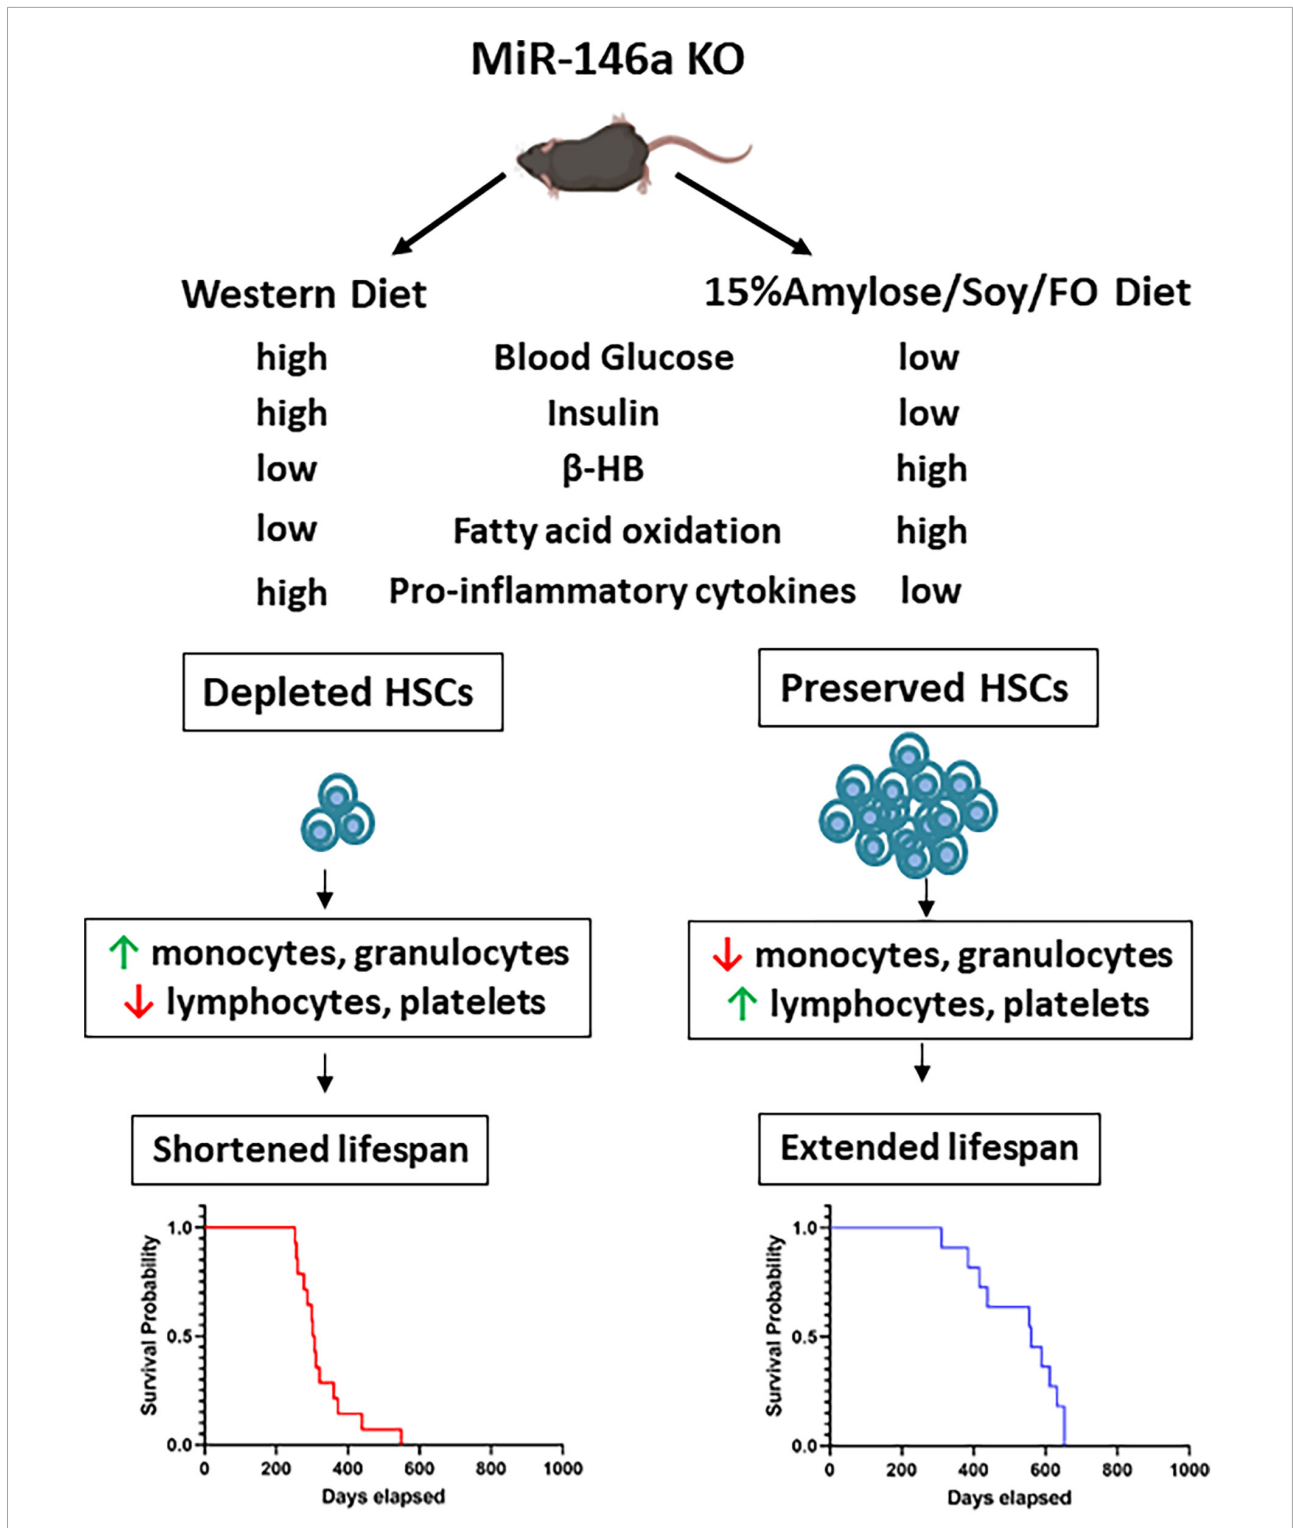 MiR-146a KO
Western Diet 15%Amylose/Soy/FO Diet
high Blood Glucose low
high Insulin low
low β-HB high
low Fatty acid oxidation high
high Pro-inflammatory cytokines low
Depleted HSCs Preserved HSCs
↑ monocytes, granulocytes
↓ lymphocytes, platelets
↓ monocytes, granulocytes
↑ lymphocytes, platelets
Shortened lifespan Extended lifespan
Survival Probability
1.0
0.5
0.0
0 200 400 600 800 1000
Days elapsed
Survival Probability
1.0
0.5
0.0
0 200 400 600 800 1000
Days elapsed